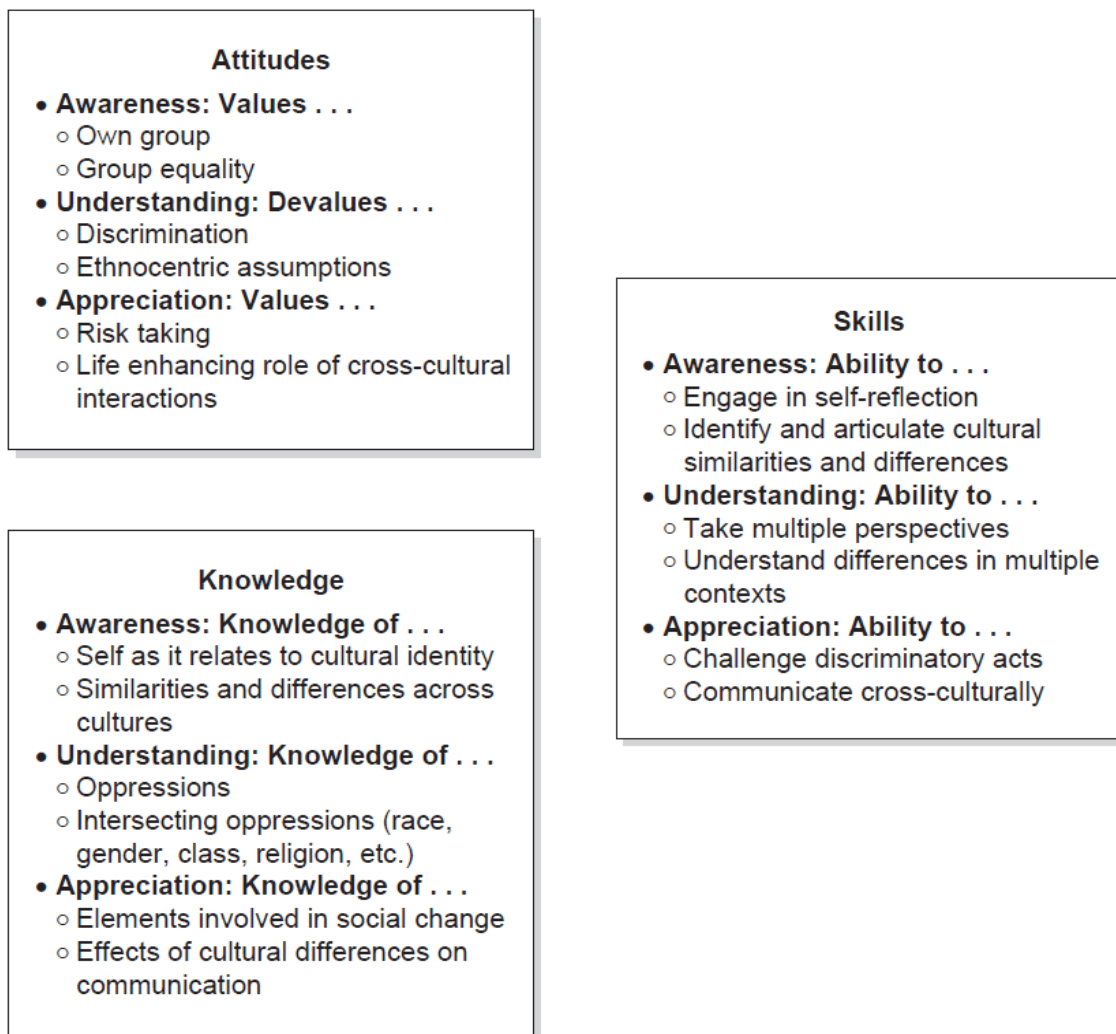 Attitudes
• Awareness: Values . . .
○ Own group
○ Group equality
• Understanding: Devalues . . .
○ Discrimination
○ Ethnocentric assumptions
• Appreciation: Values . . .
○ Risk taking
○ Life enhancing role of cross-cultural
interactions
Knowledge
• Awareness: Knowledge of . . .
○ Self as it relates to cultural identity
○ Similarities and differences across
cultures
• Understanding: Knowledge of . . .
○ Oppressions
○ Intersecting oppressions (race,
gender, class, religion, etc.)
• Appreciation: Knowledge of . . .
○ Elements involved in social change
○ Effects of cultural differences on
communication
Skills
• Awareness: Ability to . . .
○ Engage in self-reflection
○ Identify and articulate cultural
similarities and differences
• Understanding: Ability to . . .
○ Take multiple perspectives
○ Understand differences in multiple
contexts
• Appreciation: Ability to . . .
○ Challenge discriminatory acts
○ Communicate cross-culturally